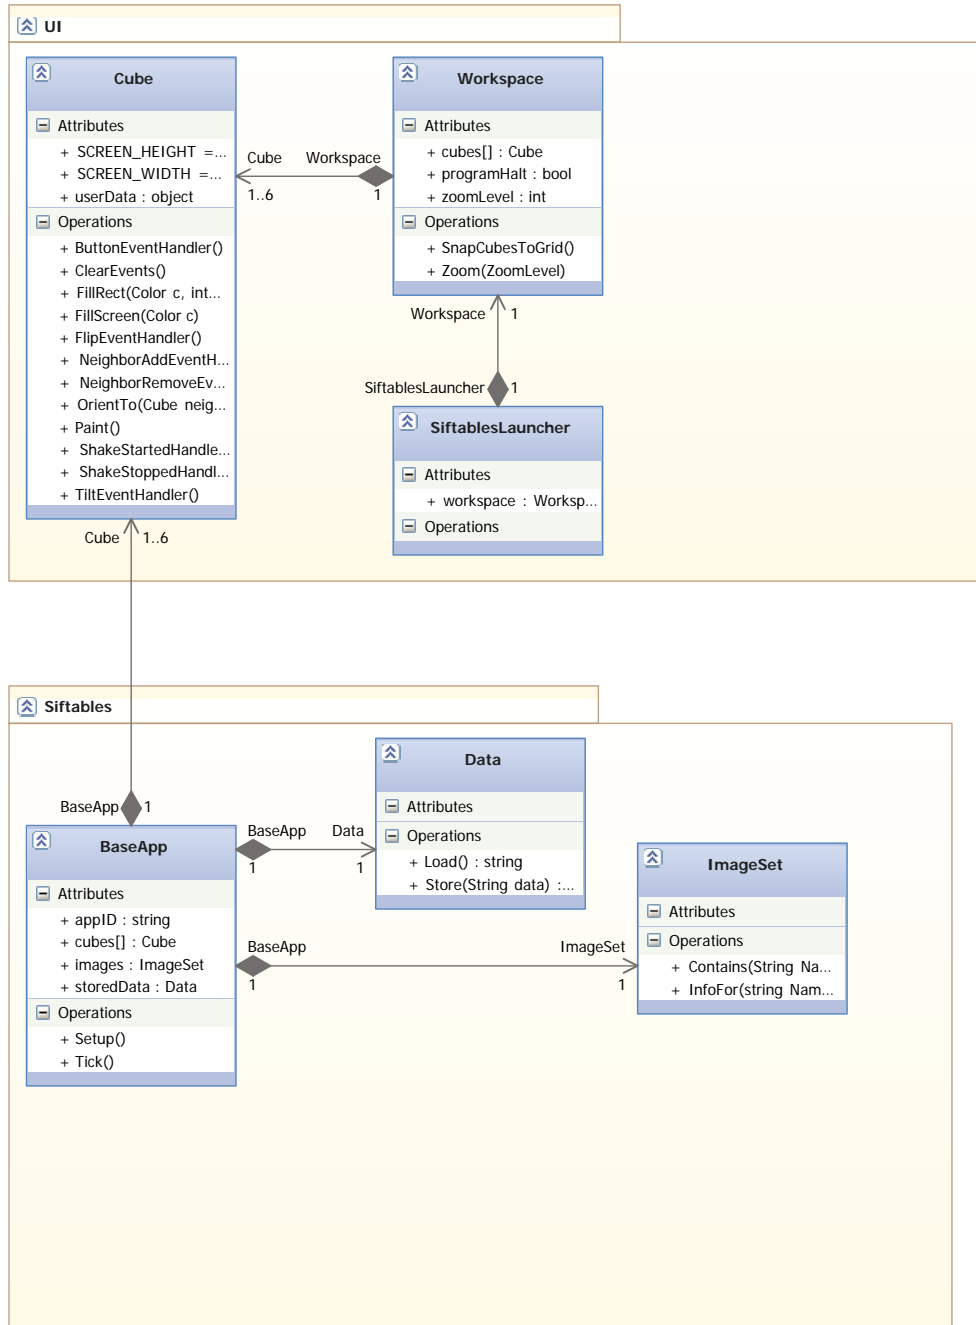 UI
Cube
Attributes
+ SCREEN_HEIGHT =...
+ SCREEN_WIDTH =...
+ userData : object
Operations
+ ButtonEventHandler()
+ ClearEvents()
+ FillRect(Color c, int...
+ FillScreen(Color c)
+ FlipEventHandler()
+ NeighborAddEventH...
+ NeighborRemoveEv...
+ OrientTo(Cube neig...
+ Paint()
+ ShakeStartedHandle...
+ ShakeStoppedHandl...
+ TiltEventHandler()
Cube Workspace
1..6 1
Workspace
Attributes
+ cubes[] : Cube
+ programHalt : bool
+ zoomLevel : int
Operations
+ SnapCubesToGrid()
+ Zoom(ZoomLevel)
Workspace 1
SiftablesLauncher 1
SiftablesLauncher
Attributes
+ workspace : Worksp...
Operations
Cube 1..6
Siftables
BaseApp 1
BaseApp
Attributes
+ appID : string
+ cubes[] : Cube
+ images : ImageSet
+ storedData : Data
Operations
+ Setup()
+ Tick()
BaseApp Data
1 1
Data
Attributes
Operations
+ Load() : string
+ Store(String data) :...
BaseApp ImageSet
1 1
ImageSet
Attributes
Operations
+ Contains(String Na...
+ InfoFor(string Nam...